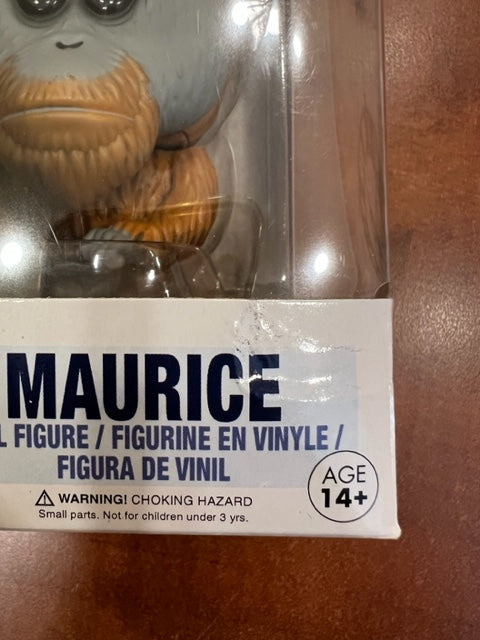 MAURICE
L FIGURE / FIGURINE EN VINYLE /
FIGURA DE VINIL
AGE
14+
WARNING! CHOKING HAZARD
Small parts. Not for children under 3 yrs.